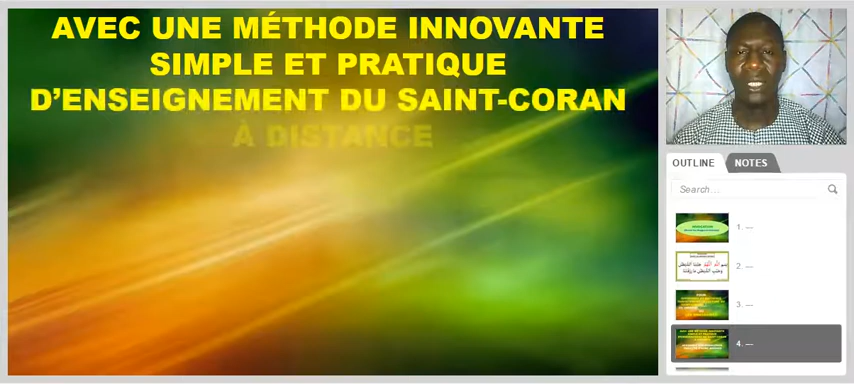 AVEC UNE MÉTHODE INNOVANTE
SIMPLE ET PRATIQUE
D’ENSEIGNEMENT DU SAINT-CORAN
À DISTANCE
OUTLINE
NOTES
Search...
1. —
2. —
3. —
4. —